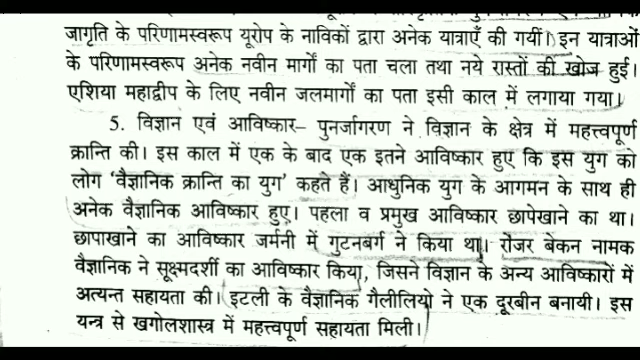 जागृति के परिणामस्वरूप यूरोप के नाविकों द्वारा अनेक यात्राएँ की गयीं। इन यात्राओं
के परिणामस्वरूप अनेक नवीन मार्गों का पता चला तथा नये रास्तों की खोज हुई।
एशिया महाद्वीप के लिए नवीन जलमार्गों का पता इसी काल में लगाया गया।
5. विज्ञान एवं आविष्कार– पुनर्जागरण ने विज्ञान के क्षेत्र में महत्त्वपूर्ण
क्रान्ति की। इस काल में एक के बाद एक इतने आविष्कार हुए कि इस युग को
लोग ‘वैज्ञानिक क्रान्ति का युग’ कहते हैं। आधुनिक युग के आगमन के साथ ही
अनेक वैज्ञानिक आविष्कार हुए। पहला व प्रमुख आविष्कार छापेखाने का था।
छापाखाने का आविष्कार जर्मनी में गुटनबर्ग ने किया था। रोजर बेकन नामक
वैज्ञानिक ने सूक्ष्मदर्शी का आविष्कार किया, जिसने विज्ञान के अन्य आविष्कारों में
अत्यन्त सहायता की। इटली के वैज्ञानिक गैलीलियो ने एक दूरबीन बनायी। इस
यन्त्र से खगोलशास्त्र में महत्त्वपूर्ण सहायता मिली।